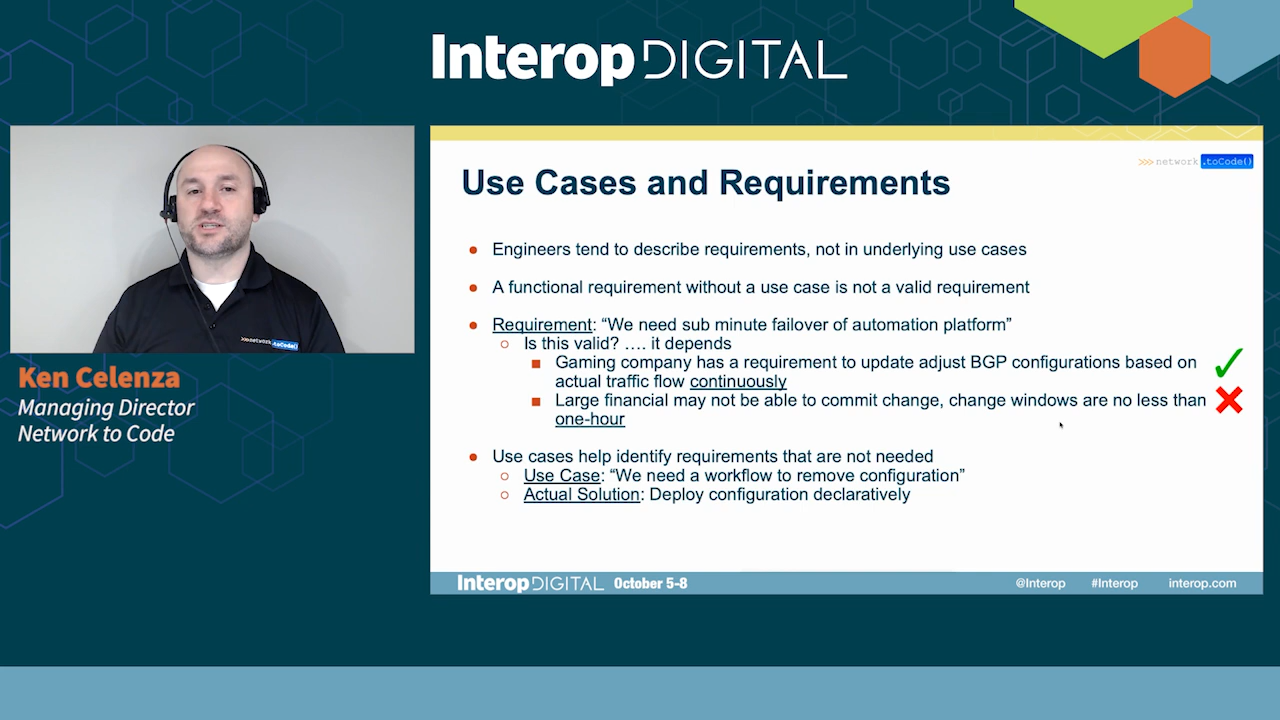 Interop DIGITAL
>>> network .toCode()
Use Cases and Requirements
Engineers tend to describe requirements, not in underlying use cases
A functional requirement without a use case is not a valid requirement
Requirement: “We need sub minute failover of automation platform”
Is this valid? …. it depends
Gaming company has a requirement to update adjust BGP configurations based on
actual traffic flow continuously
Large financial may not be able to commit change, change windows are no less than
one-hour
Use cases help identify requirements that are not needed
Use Case: “We need a workflow to remove configuration”
Actual Solution: Deploy configuration declaratively
Interop DIGITAL October 5-8 @Interop #Interop interop.com
>>> network .toCode()
Ken Celenza
Managing Director
Network to Code